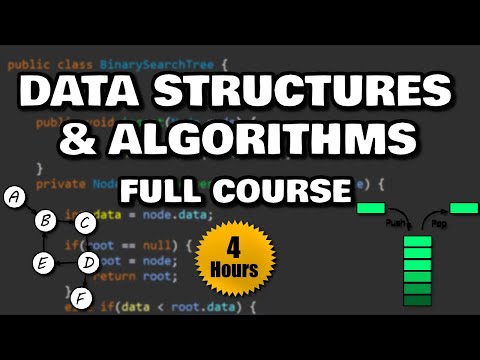 public class BinarySearchTree {
DATA STRUCTURES
& ALGORITHMS
}
private Node
FULL COURSE
) {
data = node.data;
if(root == null) {
root = node;
return root;
}
else if(data < root.data) {
4
Hours
A
B
C
E
D
F
Push
Pop